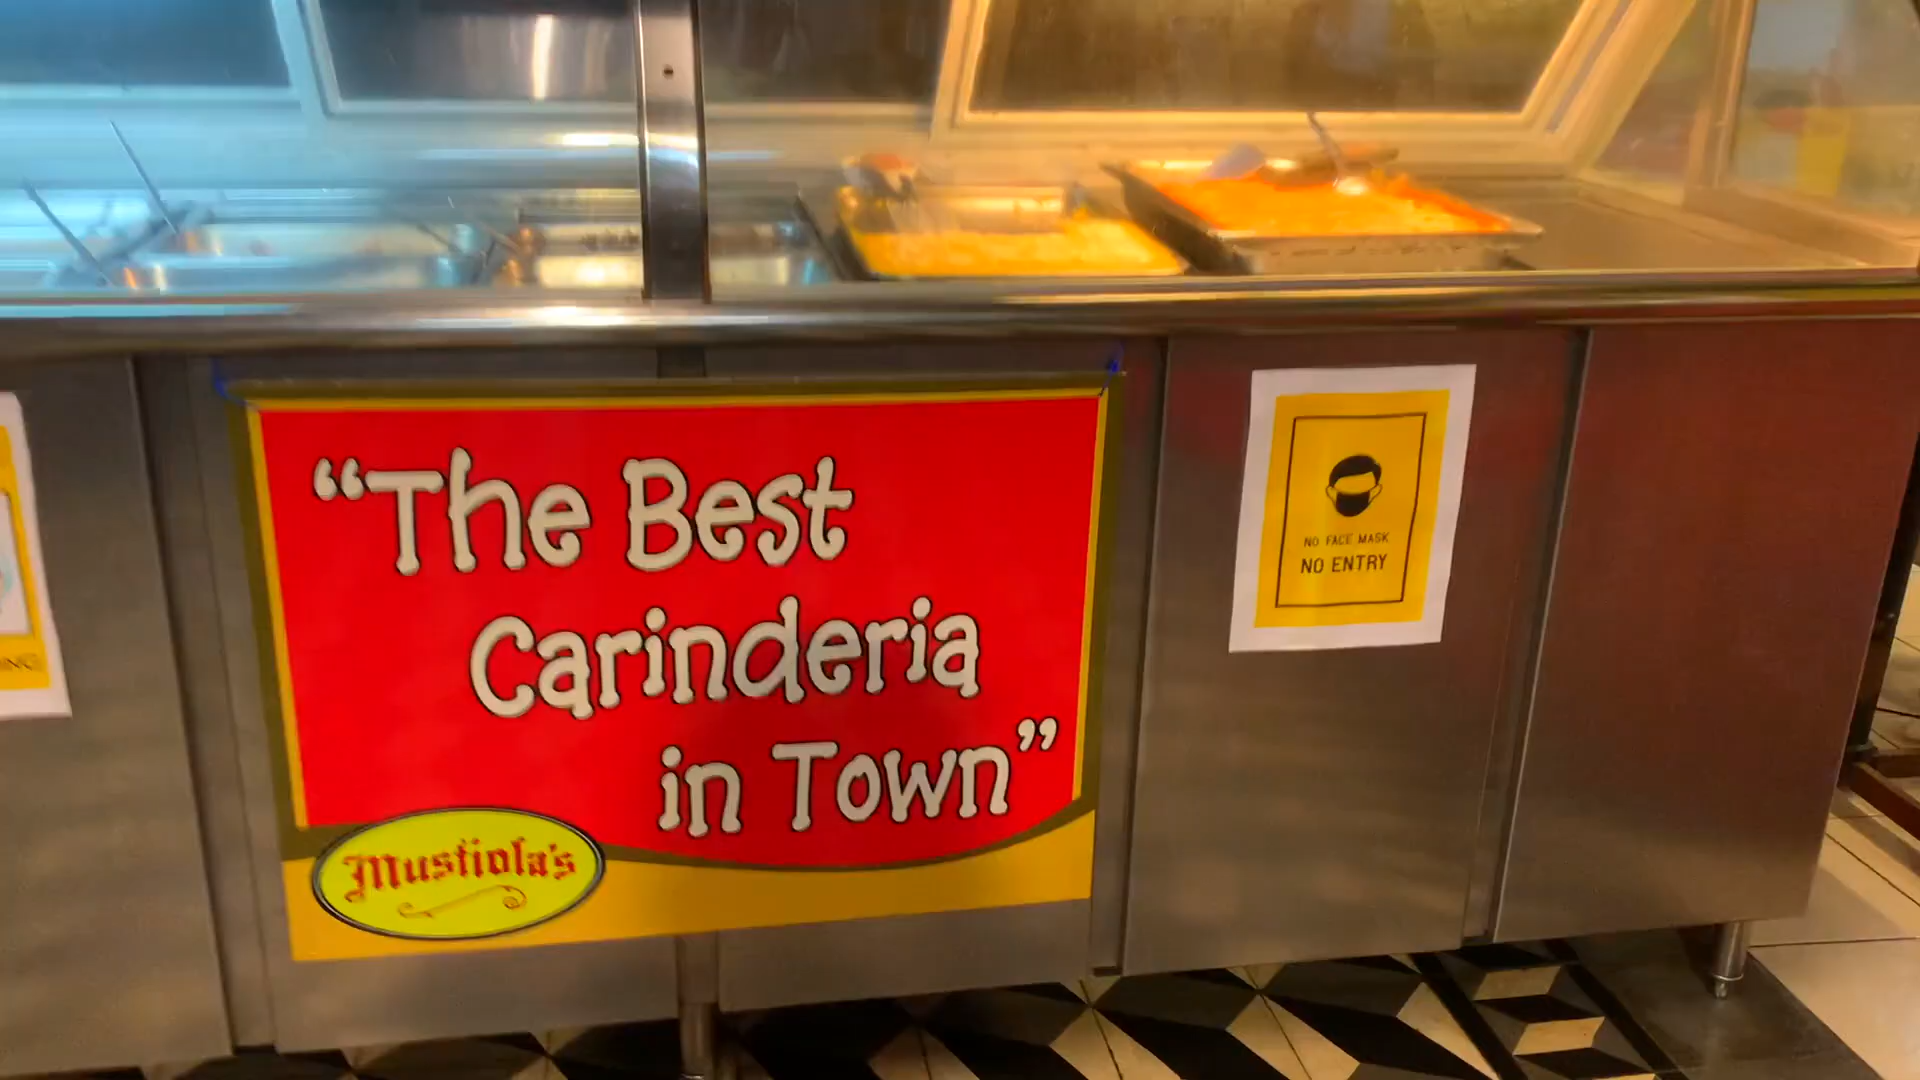 “The Best
Carinderia
in Town”
Mustiola's
NO FACE MASK
NO ENTRY